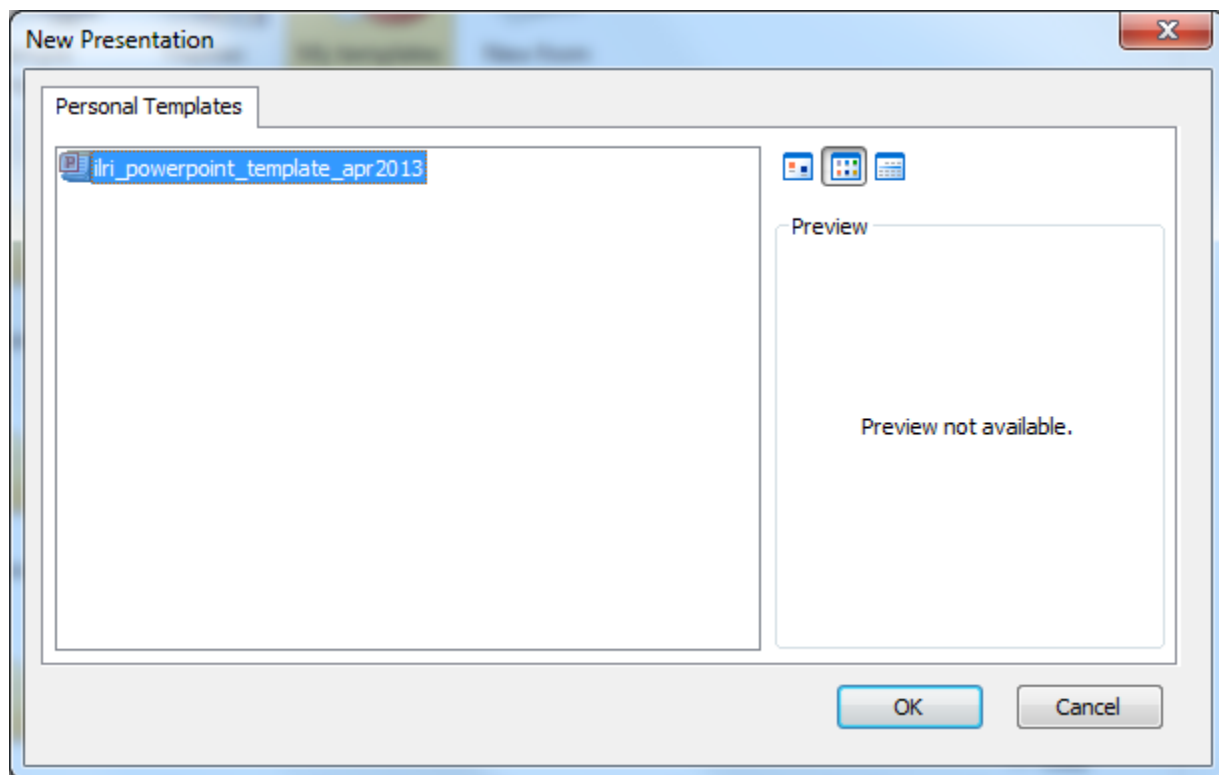 New Presentation
Personal Templates
ilri_powerpoint_template_apr2013
Preview
Preview not available.
OK
Cancel